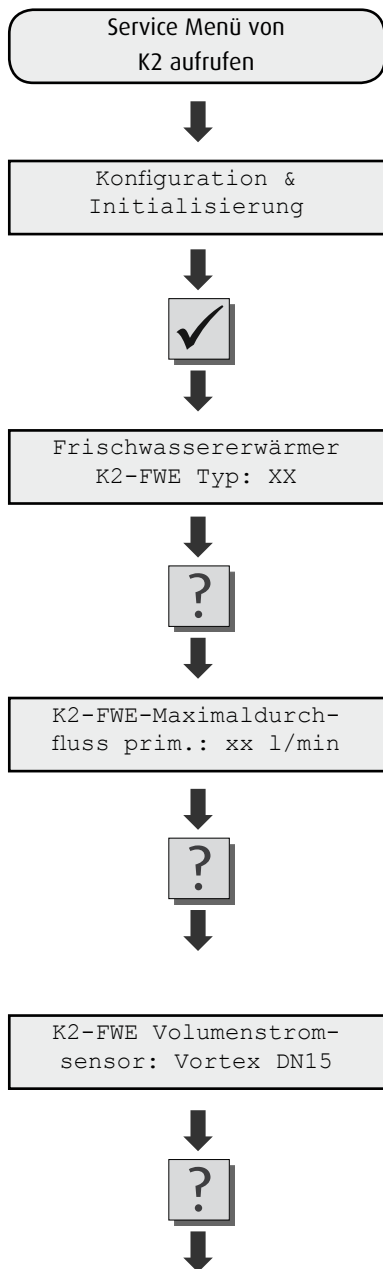 Service Menü von
K2 aufrufen
Konfiguration &
Initialisierung
Frischwassererwärmer
K2-FWE Typ: XX
?
K2-FWE-Maximaldurch-
fluss prim.: xx l/min
?
K2-FWE Volumenstrom-
sensor: Vortex DN15
?